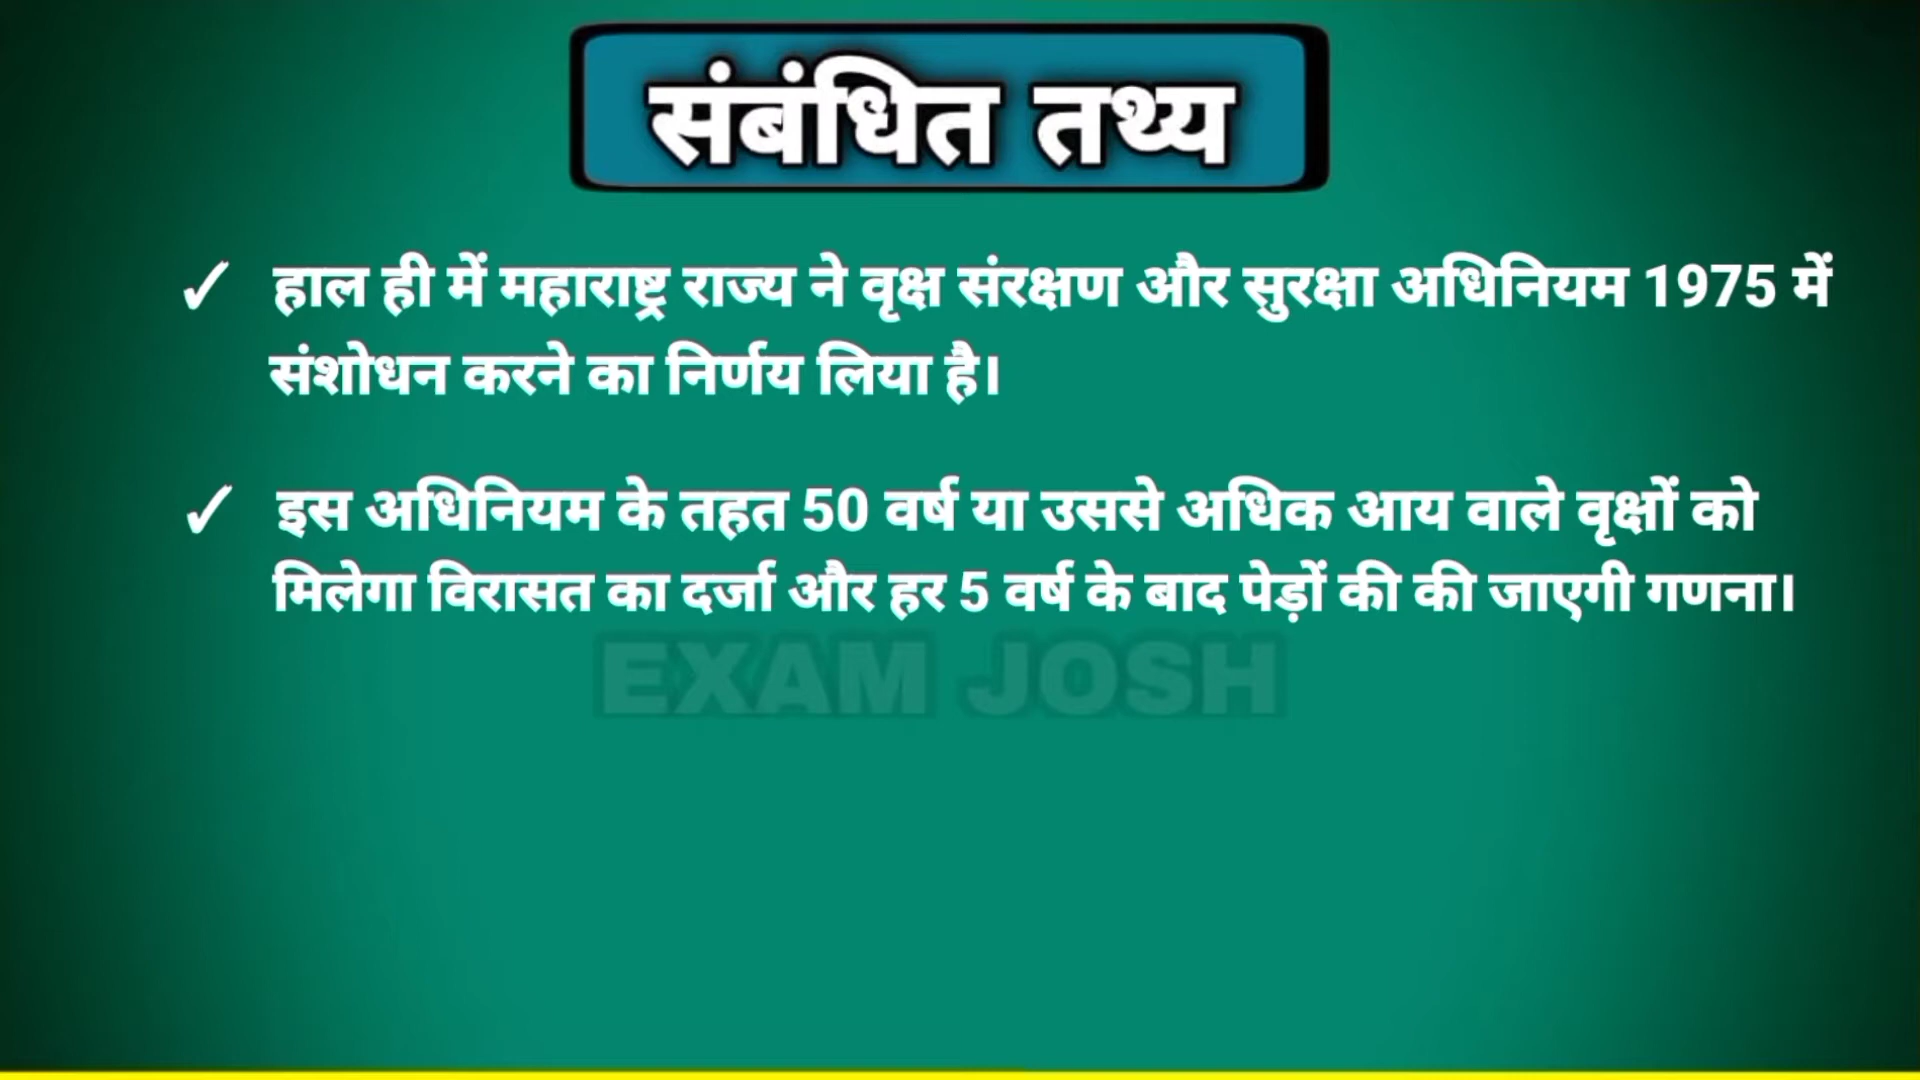 संबंधित तथ्य
✓ हाल ही में महाराष्ट्र राज्य ने वृक्ष संरक्षण और सुरक्षा अधिनियम 1975 में
संशोधन करने का निर्णय लिया है।
✓ इस अधिनियम के तहत 50 वर्ष या उससे अधिक आय वाले वृक्षों को
मिलेगा विरासत का दर्जा और हर 5 वर्ष के बाद पेड़ों की की जाएगी गणना।
EXAM JOSH